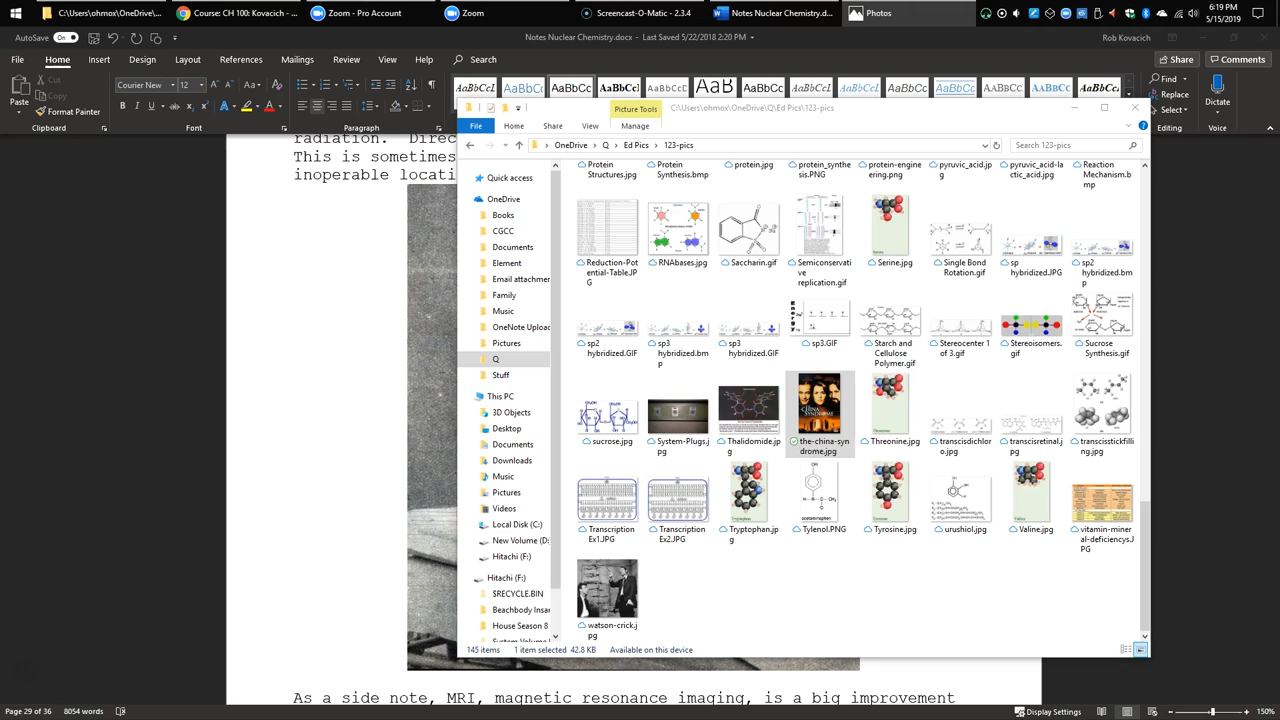 C:\Users\ohmox\OneDrive\...
Course: CH 100: Kovacich an...
Zoom - Pro Account
Zoom
Screencast-O-Matic - 2.3.4
Notes Nuclear Chemistry.d...
Photos
6:19 PM
5/15/2019
AutoSave
On
Notes Nuclear Chemistry.docx - Last Saved 5/22/2018 2:20 PM
Rob Kovacich
File
Home
Insert
Design
Layout
References
Mailings
Review
View
Help
Search
Share
Comments
Paste
Cut
Copy
Format Painter
Clipboard
Courier New
12
Font
Paragraph
Find
Replace
Select
Editing
Dictate
Voice
radiation. Direc
This is sometimes
inoperable locati
Picture Tools
C:\Users\ohmox\OneDrive\Q\Ed Pics\123-pics
File
Home
Share
View
Manage
OneDrive
Q
Ed Pics
123-pics
Search 123-pics
Quick access
OneDrive
Books
CGCC
Documents
Element
Email attachme
Family
Music
OneNote Upload
Pictures
Q
Stuff
This PC
3D Objects
Desktop
Documents
Downloads
Music
Pictures
Videos
Local Disk (C:)
New Volume (D:
Hitachi (F:)
Hitachi (F:)
$RECYCLE.BIN
Beachbody Insan
House Season 8
Protein Structures.jpg
Protein Synthesis.bmp
protein.jpg
protein_synthesis.PNG
protein-engineering.png
pyruvic_acid.jpg
pyruvic_acid-lactic_acid.jpg
Reaction Mechanism.bmp
Reduction-Potential-Table.JPG
RNAbases.jpg
Saccharin.gif
Semiconservative replication.gif
Serine.jpg
Single Bond Rotation.gif
sp hybridized.JPG
sp2 hybridized.bmp
sp2 hybridized.GIF
sp3 hybridized.bmp
sp3 hybridized.GIF
sp3.GIF
Starch and Cellulose Polymer.gif
Stereocenter 1 of 3.gif
Stereoisomers.gif
Sucrose Synthesis.gif
sucrose.jpg
System-Plugs.jpg
Thalidomide.jpg
the-china-syndrome.jpg
Threonine.jpg
transcisdichloro.jpg
transcisretinal.jpg
transcisstickfilling.jpg
Transcription Ex1.JPG
Transcription Ex2.JPG
Tryptophan.jpg
Tylenol.PNG
Tyrosine.jpg
urushiol.jpg
Valine.jpg
vitamin-mineral-deficiencys.JPG
watson-crick.jpg
145 items
1 item selected 42.8 KB
Available on this device
As a side note, MRI, magnetic resonance imaging, is a big improvement
Page 29 of 36
8054 words
Display Settings
150%